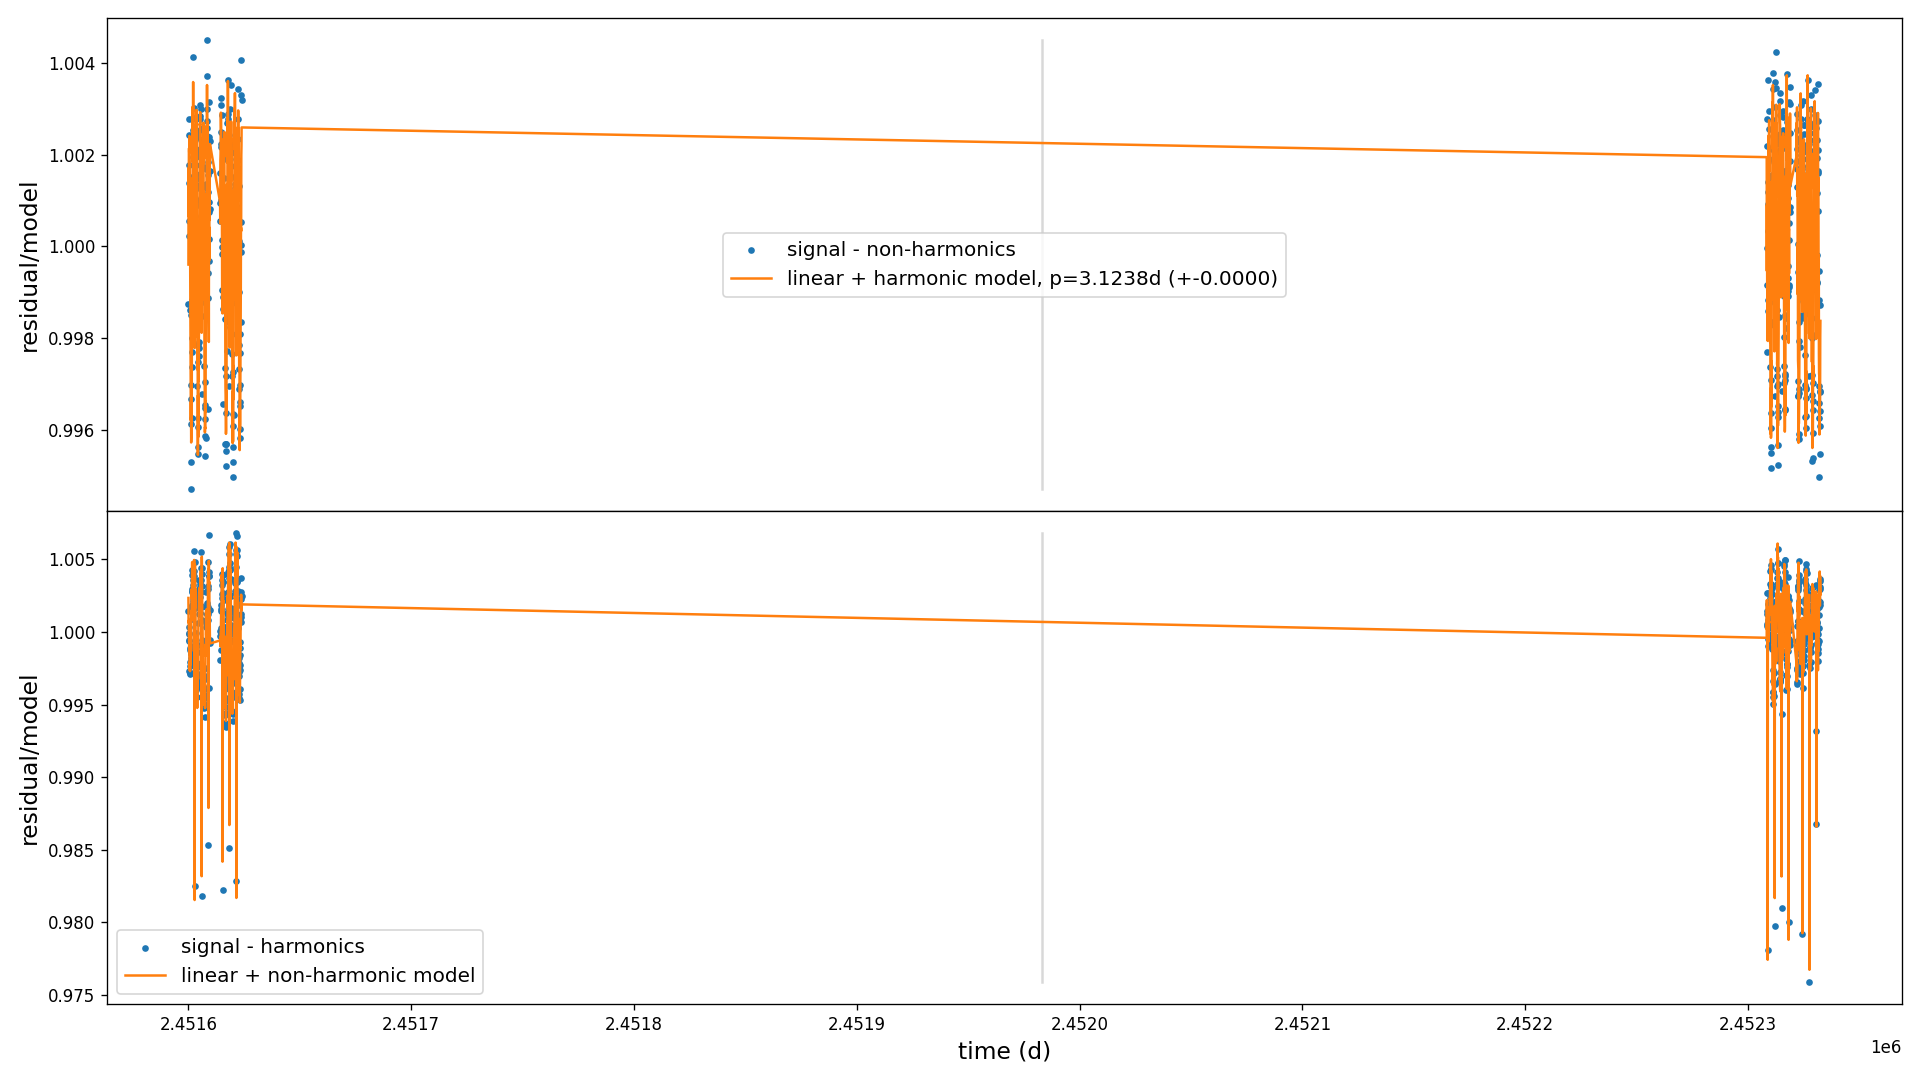 1.004
1.002
1.000
0.998
0.996
residual/model
signal - non-harmonics
linear + harmonic model, p=3.1238d (+-0.0000)
1.005
1.000
0.995
0.990
0.985
0.980
0.975
residual/model
signal - harmonics
linear + non-harmonic model
2.4516
2.4517
2.4518
2.4519
2.4520
2.4521
2.4522
2.4523
1e6
time (d)